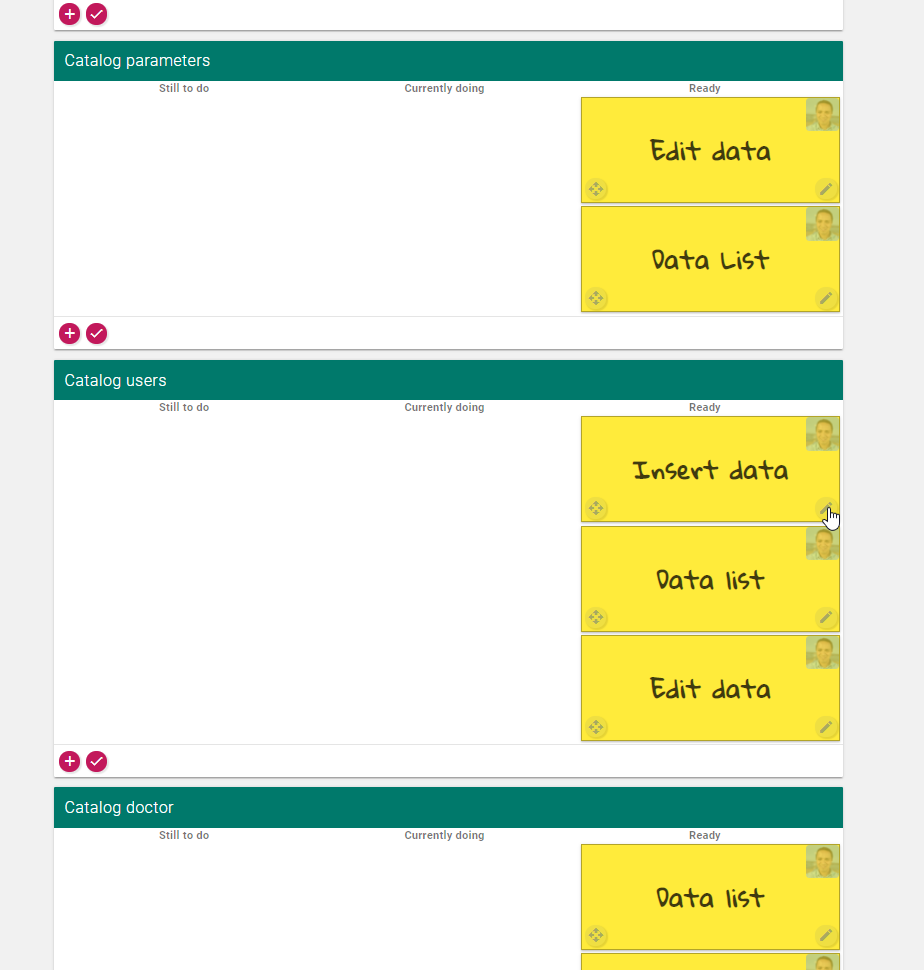 Catalog parameters
Still to do Currently doing Ready
Edit data
Data List
Catalog users
Still to do Currently doing Ready
Insert data
Data list
Edit data
Catalog doctor
Still to do Currently doing Ready
Data list